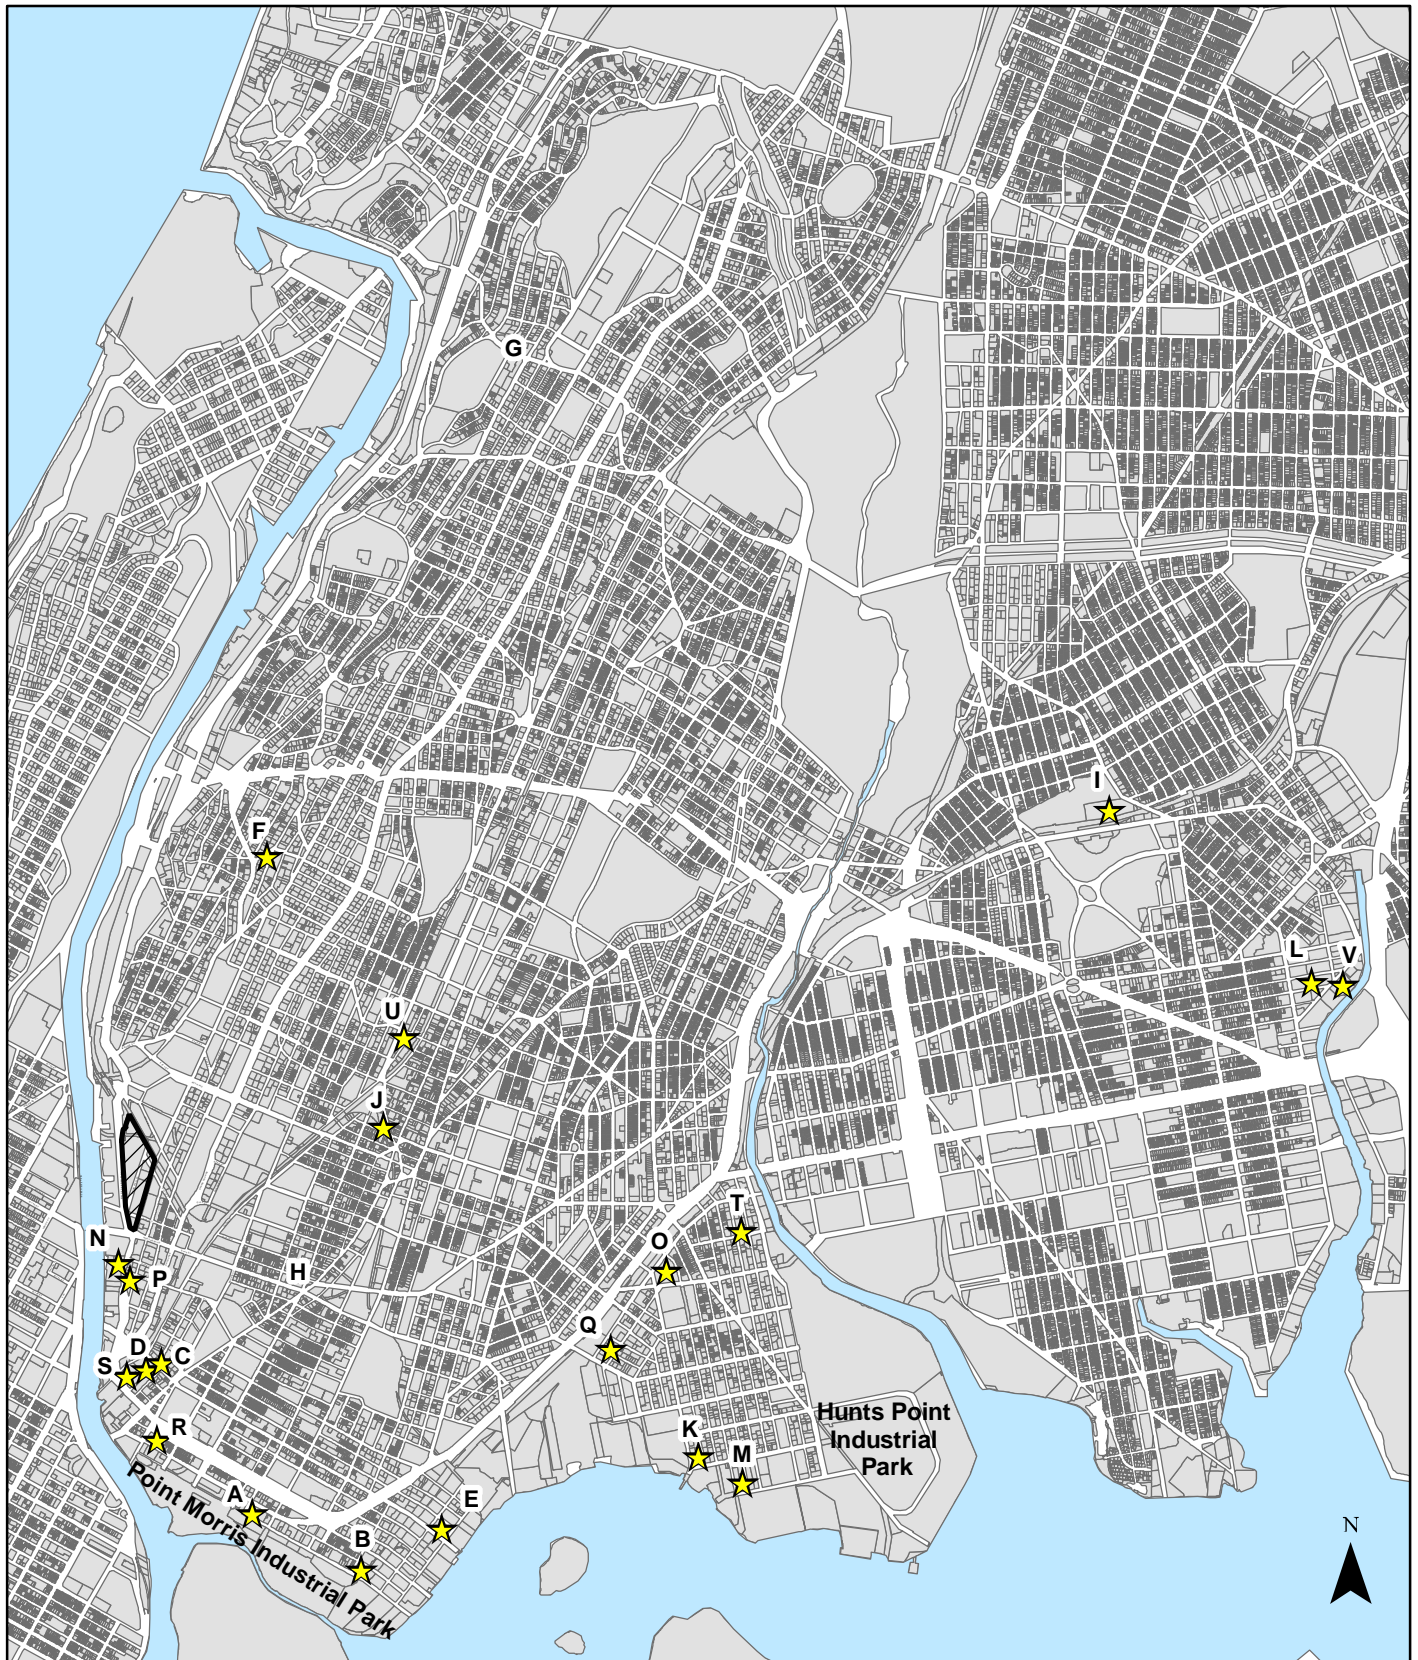 G
I
F
L
V
U
J
T
N
O
H
P
Q
D
C
S
Hunts Point
Industrial
Park
R
K
M
A
E
Point Morris Industrial Park
B
N